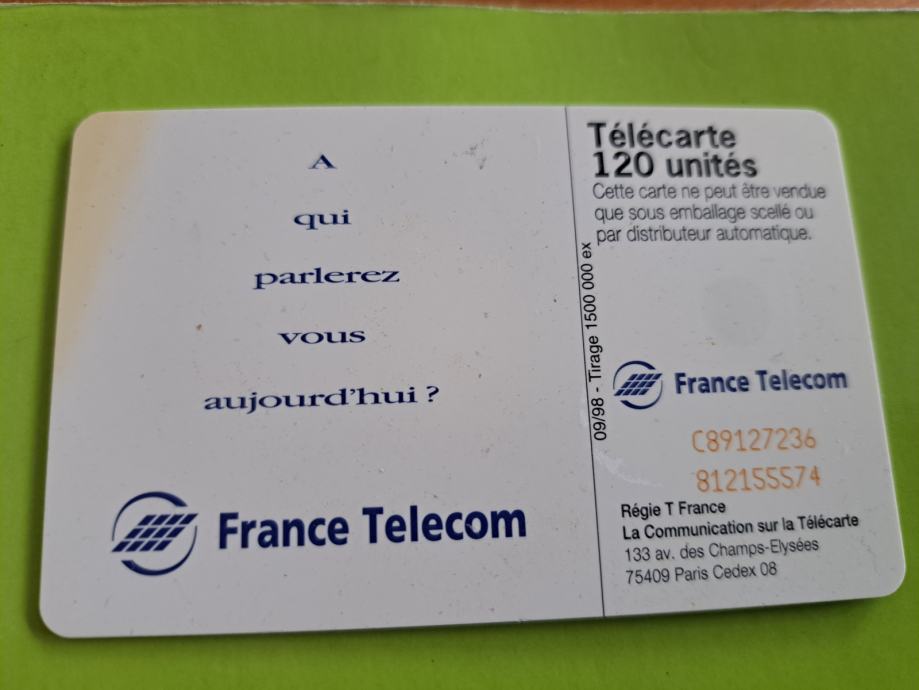 A
qui
parlerez
vous
aujourd'hui ?
France Telecom
Télécarte
120 unités
Cette carte ne peut être vendue
que sous emballage scellé ou
par distributeur automatique.
09/98 - Tirage 1500 000 ex
France Telecom
C89127236
812155574
Régie T France
La Communication sur la Télécarte
133 av. des Champs-Elysées
75409 Paris Cedex 08